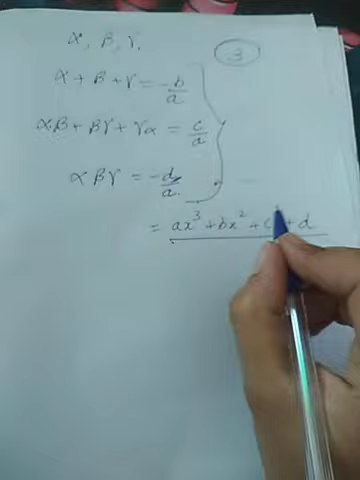 α, β, γ.
3
α + β + γ = -b/a
αβ + βγ + γα = c/a
αβγ = -d/a
= ax³ + bx² + c + d